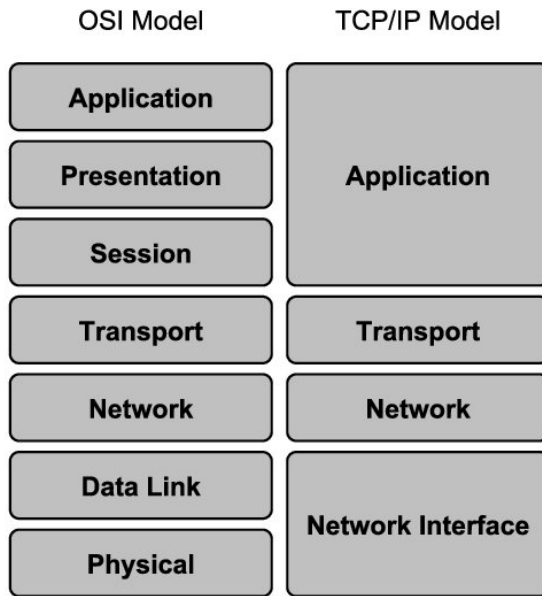 OSI Model
TCP/IP Model
Application
Presentation
Session
Transport
Network
Data Link
Physical
Application
Transport
Network
Network Interface